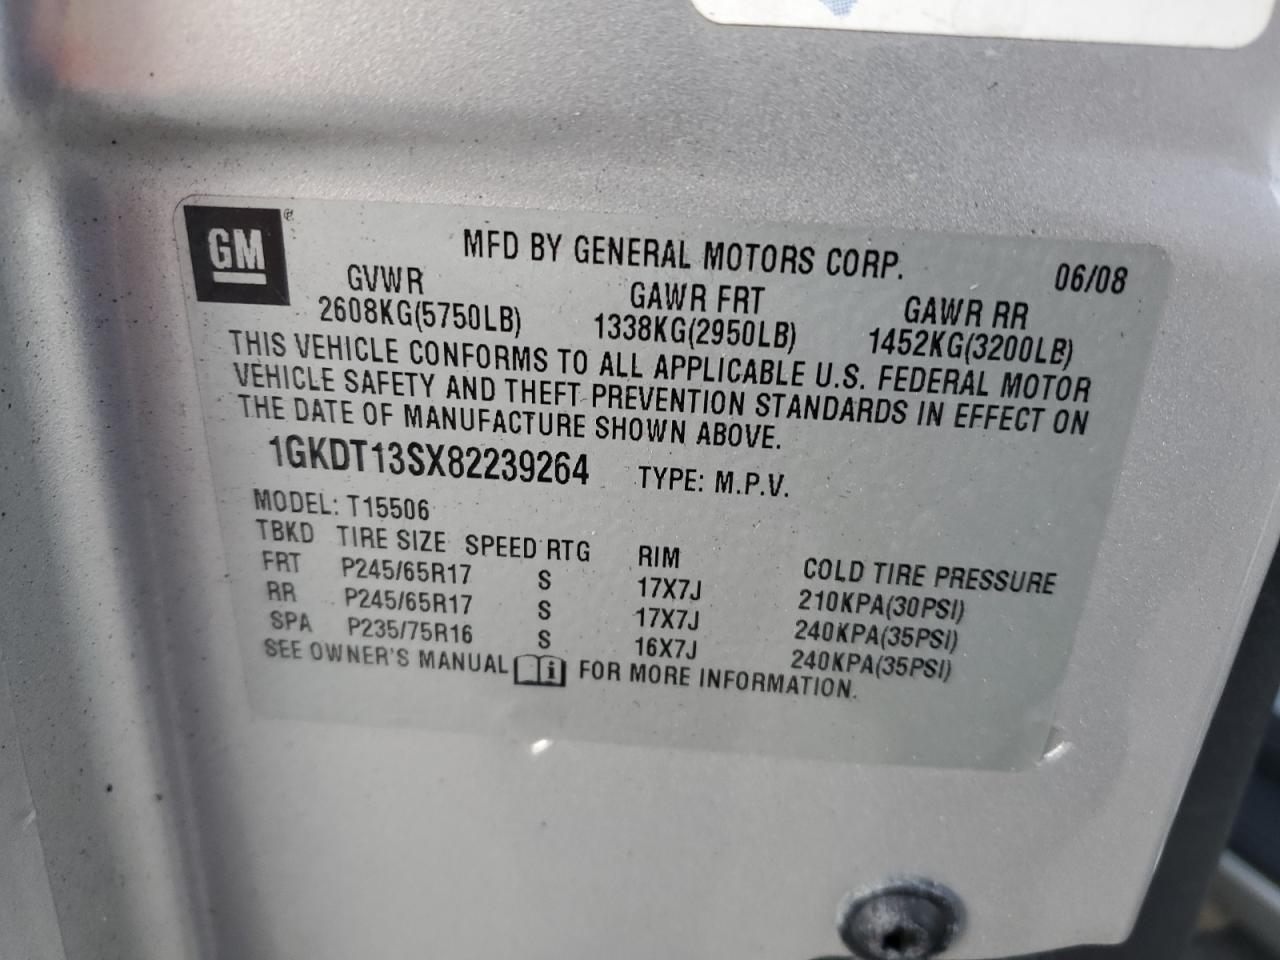 GM ®
MFD BY GENERAL MOTORS CORP. 06/08
GVWR GAWR FRT GAWR RR
2608KG(5750LB) 1338KG(2950LB) 1452KG(3200LB)
THIS VEHICLE CONFORMS TO ALL APPLICABLE U.S. FEDERAL MOTOR
VEHICLE SAFETY AND THEFT PREVENTION STANDARDS IN EFFECT ON
THE DATE OF MANUFACTURE SHOWN ABOVE.
1GKDT13SX82239264 TYPE: M.P.V.
MODEL: T15506
TBKD TIRE SIZE SPEED RTG RIM COLD TIRE PRESSURE
FRT P245/65R17 S 17X7J 210KPA(30PSI)
RR P245/65R17 S 17X7J 240KPA(35PSI)
SPA P235/75R16 S 16X7J 240KPA(35PSI)
SEE OWNER'S MANUAL i FOR MORE INFORMATION.